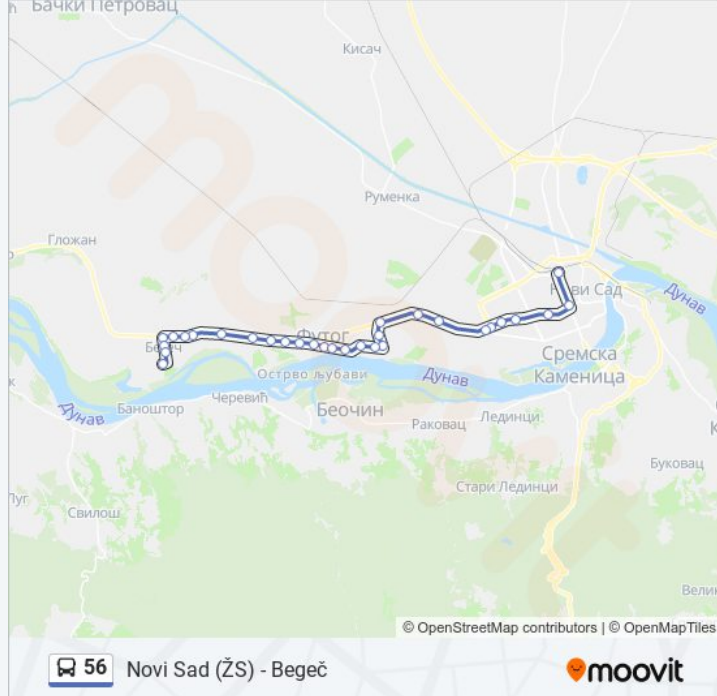 Бачки Петровац
Кисач
Руменка
Гложан
Нови Сад
Дунав
Футог
Бегеч
Сремска
Каменица
Острво љубави
Дунав
Черевић
Баноштор
Беочин
Дунав
Раковац
Лединци
Буковац
Стари Лединци
Свилош
© OpenStreetMap contributors | © OpenMapTiles
56 Novi Sad (ŽS) - Begeč
moovit